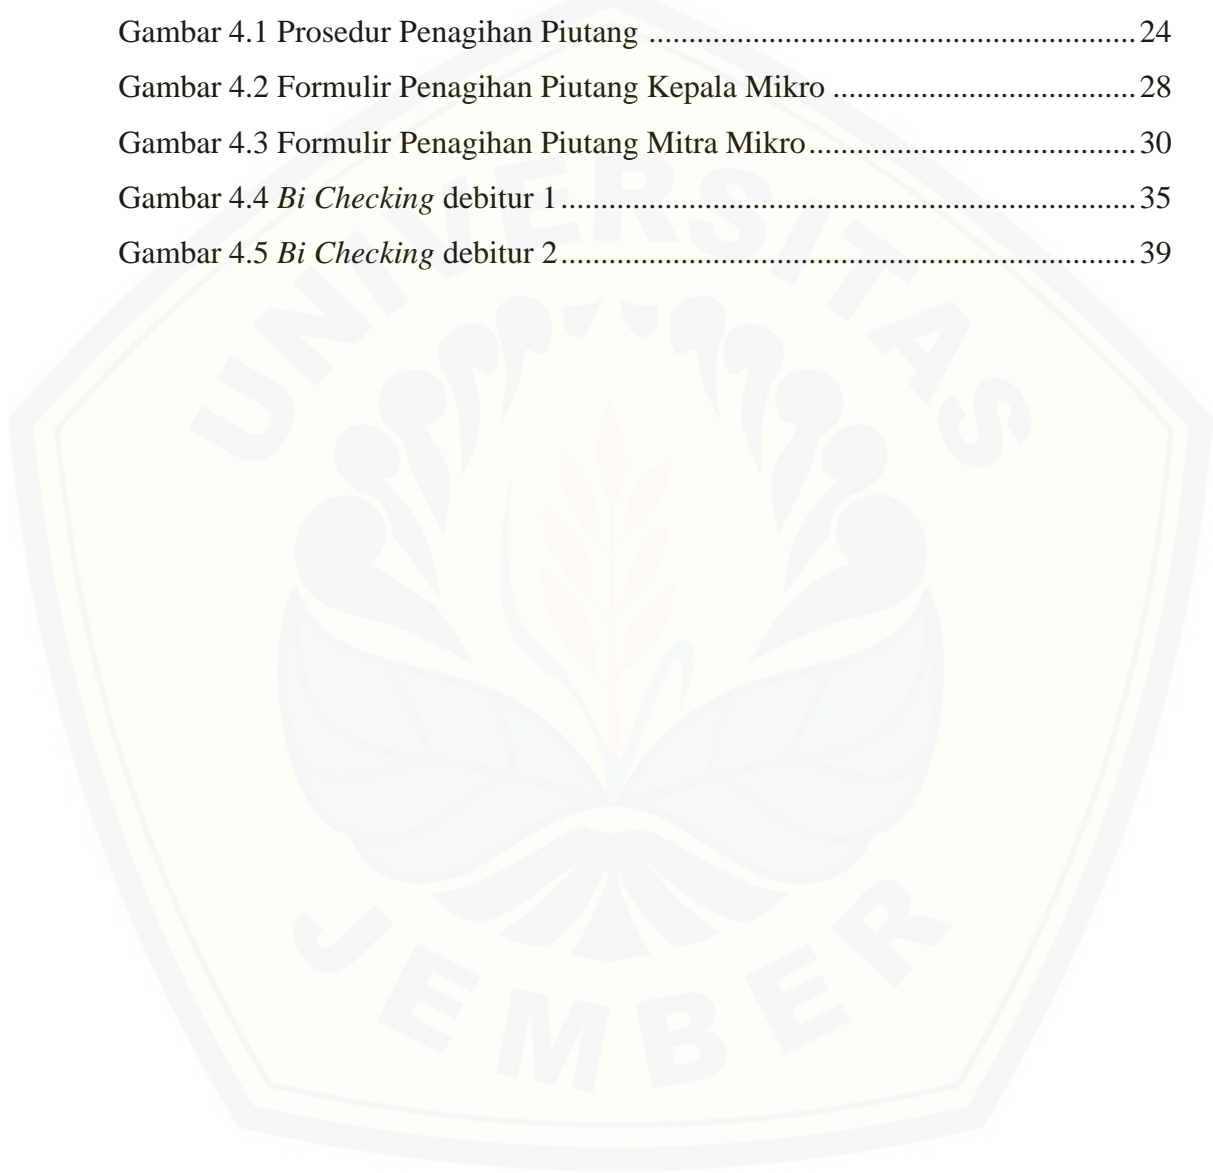 Gambar 4.1 Prosedur Penagihan Piutang ............................................................... 24
Gambar 4.2 Formulir Penagihan Piutang Kepala Mikro ....................................... 28
Gambar 4.3 Formulir Penagihan Piutang Mitra Mikro.......................................... 30
Gambar 4.4 Bi Checking debitur 1.......................................................................... 35
Gambar 4.5 Bi Checking debitur 2.......................................................................... 39
UNIVERSITAS
JEMBER